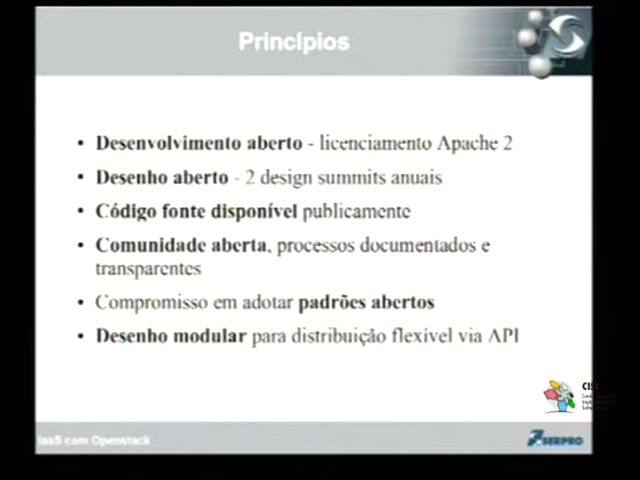 Princípios
• Desenvolvimento aberto - licenciamento Apache 2
• Desenho aberto - 2 design summits anuais
• Código fonte disponível publicamente
• Comunidade aberta, processos documentados e
transparentes
• Compromisso em adotar padrões abertos
• Desenho modular para distribuição flexível via API
IaaS com Openstack
SERPRO